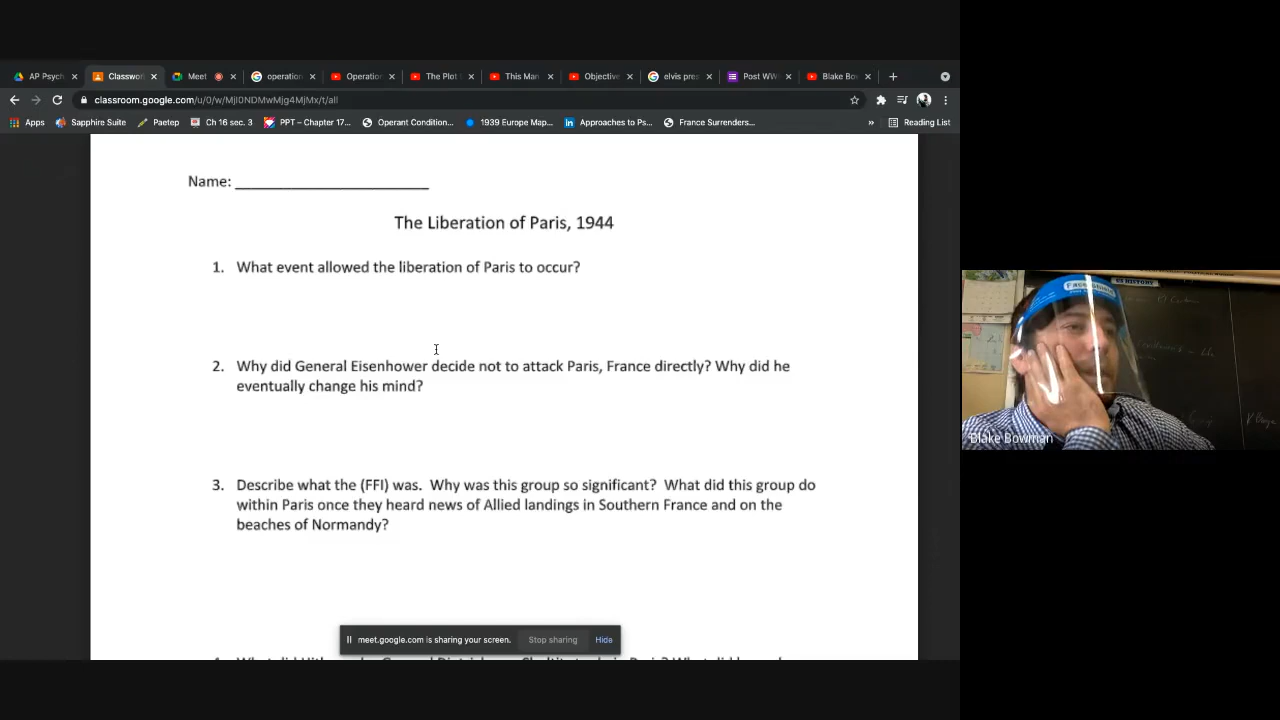 AP Psych
Classwor
Meet
operation
Operation
The Plot
This Man
Objective
elvis pres
Post WW
Blake Bo
classroom.google.com/u/0/w/MjI0NDMwMjg4MjMx/t/all
Apps
Sapphire Suite
Paetep
Ch 16 sec. 3
PPT – Chapter 17...
Operant Condition...
1939 Europe Map...
Approaches to Ps...
France Surrenders...
»
Reading List
Name: ________________________
The Liberation of Paris, 1944
1. What event allowed the liberation of Paris to occur?
2. Why did General Eisenhower decide not to attack Paris, France directly? Why did he
eventually change his mind?
3. Describe what the (FFI) was. Why was this group so significant? What did this group do
within Paris once they heard news of Allied landings in Southern France and on the
beaches of Normandy?
meet.google.com is sharing your screen.
Stop sharing
Hide
US HISTORY
Blake Bowman